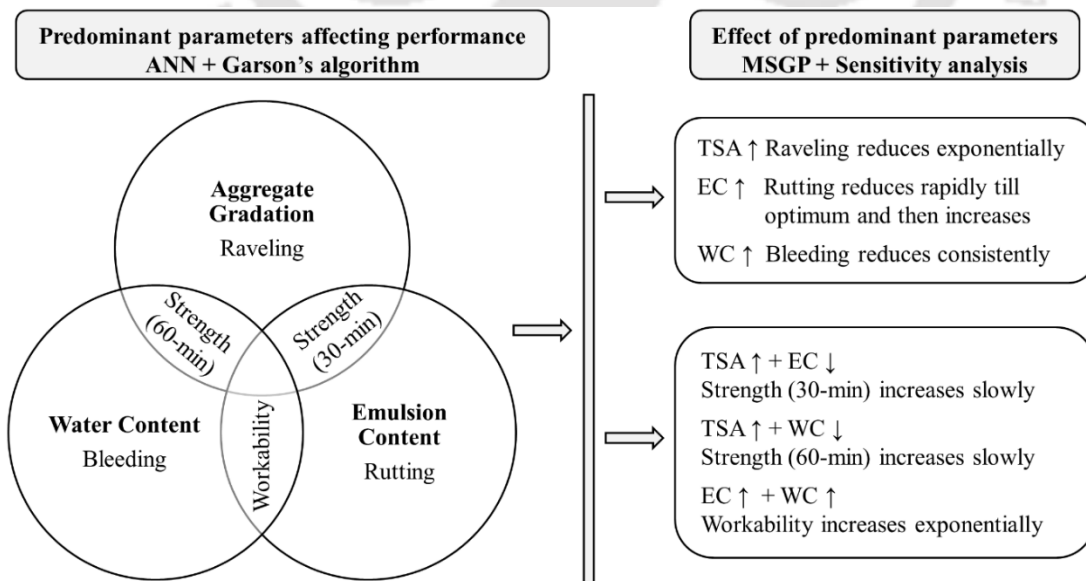 Predominant parameters affecting performance
ANN + Garson's algorithm
Aggregate
Gradation
Raveling
Strength
(60-min)
Strength
(30-min)
Water Content
Bleeding
Workability
Emulsion
Content
Rutting
Effect of predominant parameters
MSGP + Sensitivity analysis
TSA ↑ Raveling reduces exponentially
EC ↑ Rutting reduces rapidly till
optimum and then increases
WC ↑ Bleeding reduces consistently
TSA ↑ + EC ↓
Strength (30-min) increases slowly
TSA ↑ + WC ↓
Strength (60-min) increases slowly
EC ↑ + WC ↑
Workability increases exponentially